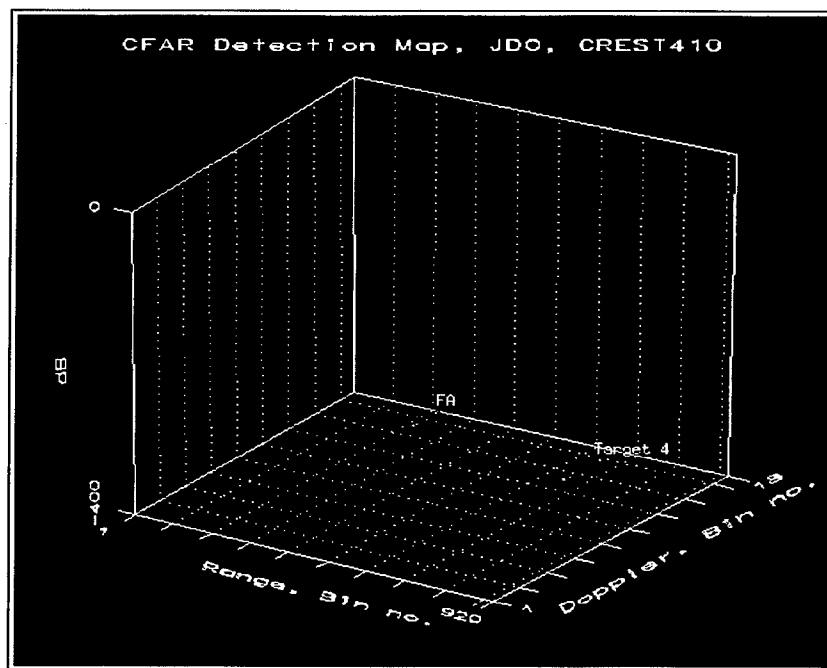 CFAR Detection Map, JDO, CREST410
0
dB
-400
1
FA
Target 4
Range, Bin no.
920
1
Doppler, Bin no.